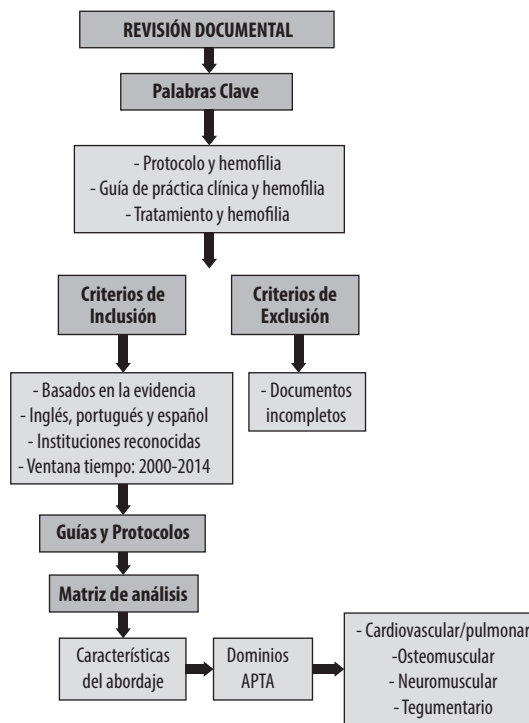 REVISIÓN DOCUMENTAL
Palabras Clave
- Protocolo y hemofilia
- Guía de práctica clínica y hemofilia
- Tratamiento y hemofilia
Criterios de
Inclusión
Criterios de
Exclusión
- Basados en la evidencia
- Inglés, portugués y español
- Instituciones reconocidas
- Ventana tiempo: 2000-2014
- Documentos
incompletos
Guías y Protocolos
Matriz de análisis
Características
del abordaje
Dominios
APTA
- Cardiovascular/pulmonar
-Osteomuscular
- Neuromuscular
- Tegumentario